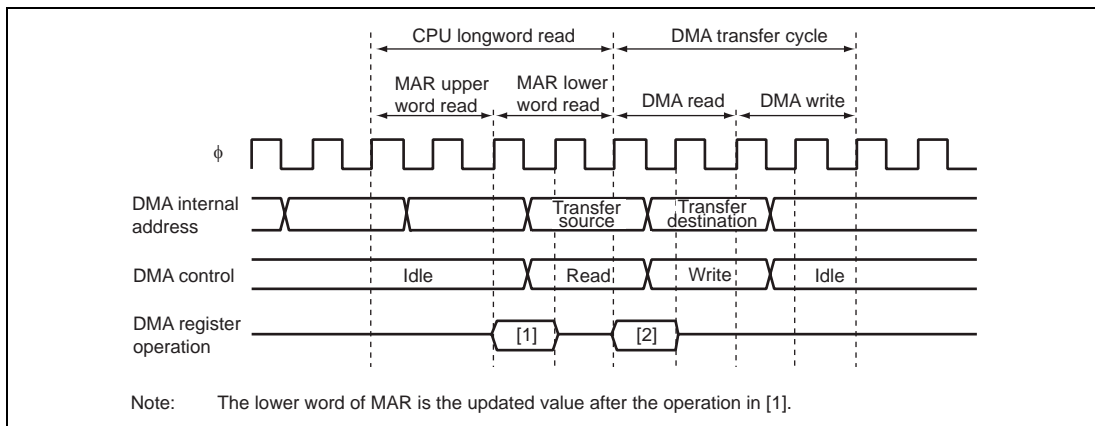 CPU longword read DMA transfer cycle
MAR upper MAR lower
word read word read DMA read DMA write
ϕ
DMA internal
address
Transfer
source
Transfer
destination
DMA control Idle Read Write Idle
DMA register
operation
[1] [2]
Note: The lower word of MAR is the updated value after the operation in [1].